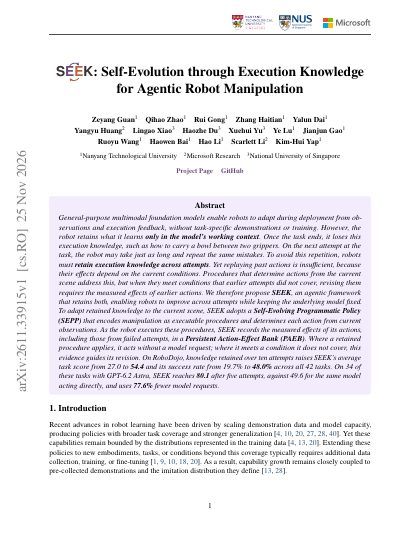 NANYANG TECHNOLOGICAL UNIVERSITY
NUS
Microsoft
SEEK: Self-Evolution through Execution Knowledge
for Agentic Robot Manipulation
Zeyang Guan¹ Qihao Zhao² Rui Gong¹ Zhang Haitian¹ Yalun Dai¹
Yangyu Huang² Lingao Xiao³ Haozhe Du³ Xuehui Yu³ Ye Lu¹ Jianjun Gao¹
Ruoyu Wang¹ Haowen Bai¹ Hao Li¹ Scarlett Li² Kim-Hui Yap¹
¹Nanyang Technological University ²Microsoft Research ³National University of Singapore
Project Page GitHub
Abstract
General-purpose multimodal foundation models enable robots to adapt during deployment from ob-
servations and execution feedback, without task-specific demonstrations or training. However, the
robot retains what it learns only in the model's working context. Once the task ends, it loses this
execution knowledge, such as how to carry a bowl between two grippers. On the next attempt at
the task, the robot may take just as long and repeat the same mistakes. To avoid this repetition, robots
must retain execution knowledge across attempts. Yet replaying past actions is insufficient, because
their effects depend on the current conditions. Procedures that determine actions from the current
scene address this, but when they meet conditions that earlier attempts did not cover, revising them
requires the measured effects of earlier actions. We therefore propose SEEK, an agentic framework
that retains both, enabling robots to improve across attempts while keeping the underlying model fixed.
To adapt retained knowledge to the current scene, SEEK adopts a Self-Evolving Programmatic Policy
(SEPP) that encodes manipulation as executable procedures and determines each action from current
observations. As the robot executes these procedures, SEEK records the measured effects of its actions,
including those from failed attempts, in a Persistent Action-Effect Bank (PAEB). Where a retained
procedure applies, it acts without a model request; where it meets a condition it does not cover, this
evidence guides its revision. On RoboDojo, knowledge retained over ten attempts raises SEEK's average
task score from 27.0 to 54.4 and its success rate from 19.7% to 48.0% across all 42 tasks. On 34
of these tasks with GPT-6.2 Astra, SEEK reaches 80.1 after five attempts, against 49.6 for the same model
acting directly, and uses 77.6% fewer model requests.
1. Introduction
Recent advances in robot learning have been driven by scaling demonstration data and model capacity,
producing policies with broader task coverage and stronger generalization [4, 10, 20, 27, 28, 40]. Yet these
capabilities remain bounded by the distributions represented in the training data [4, 13, 20]. Extending these
policies to new embodiments, tasks, or conditions beyond this coverage typically requires additional data
collection, training, or fine-tuning [1, 9, 10, 18, 20]. As a result, capability growth remains closely coupled to
pre-collected demonstrations and the imitation distribution they define [13, 28].
1
arXiv:2611.33915v1 [cs.RO] 25 Nov 2026